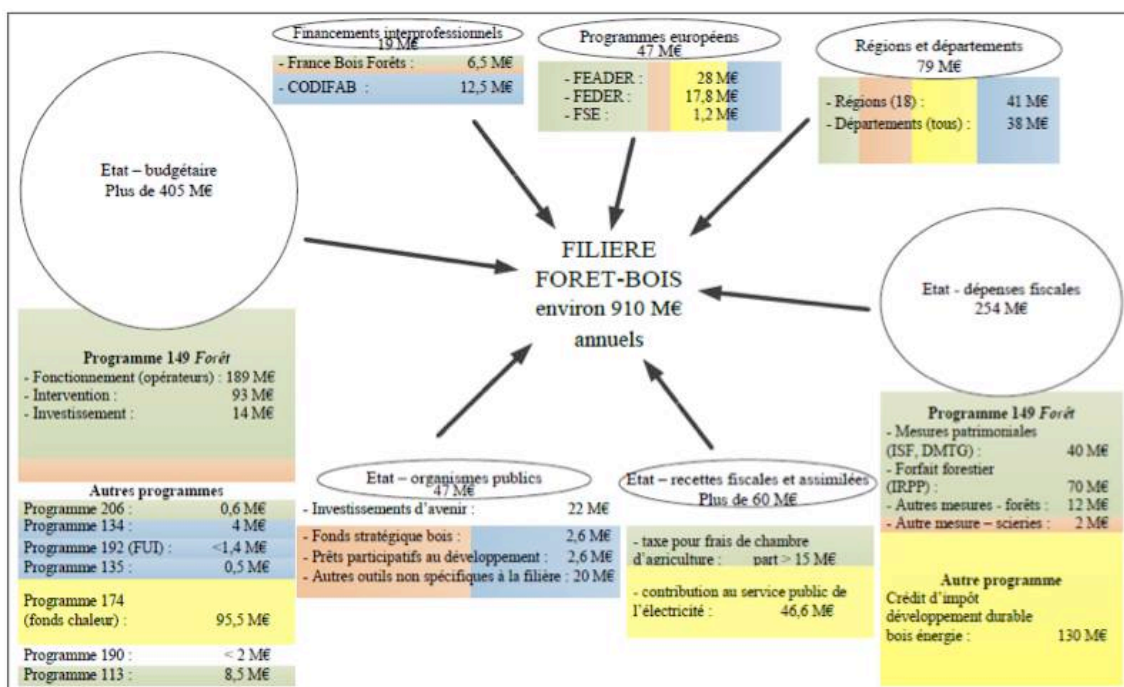 Financements interprofessionnels
19 M€
- France Bois Forêts : 6,5 M€
- CODIFAB : 12,5 M€
Programmes européens
47 M€
- FEADER : 28 M€
- FEDER : 17,8 M€
- FSE : 1,2 M€
Régions et départements
79 M€
- Régions (18) : 41 M€
- Départements (tous) : 38 M€
Etat – budgétaire
Plus de 405 M€
FILIERE
FORET-BOIS
environ 910 M€
annuels
Etat - dépenses fiscales
254 M€
Programme 149 Forêt
- Fonctionnement (opérateurs) : 189 M€
- Intervention : 93 M€
- Investissement : 14 M€
Autres programmes
Programme 206 : 0,6 M€
Programme 134 : 4 M€
Programme 192 (FUI) : <1,4 M€
Programme 135 : 0,5 M€
Programme 174
(fonds chaleur) : 95,5 M€
Programme 190 : < 2 M€
Programme 113 : 8,5 M€
Etat – organismes publics
47 M€
- Investissements d’avenir : 22 M€
- Fonds stratégique bois : 2,6 M€
- Prêts participatifs au développement : 2,6 M€
- Autres outils non spécifiques à la filière : 20 M€
Etat – recettes fiscales et assimilées
Plus de 60 M€
- taxe pour frais de chambre
d’agriculture : part > 15 M€
- contribution au service public de
l’électricité : 46,6 M€
Programme 149 Forêt
- Mesures patrimoniales
(ISF, DMTG) : 40 M€
- Forfait forestier
(IRPP) : 70 M€
- Autres mesures - forêts : 12 M€
- Autre mesure – scieries : 2 M€
Autre programme
Crédit d’impôt
développement durable
bois énergie : 130 M€